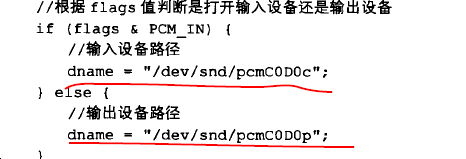 //根据 flags 值判断是打开输入设备还是输出设备
if (flags & PCM_IN) {
//输入设备路径
dname = "/dev/snd/pcmC0D0c";
} else {
//输出设备路径
dname = "/dev/snd/pcmC0D0p";
}